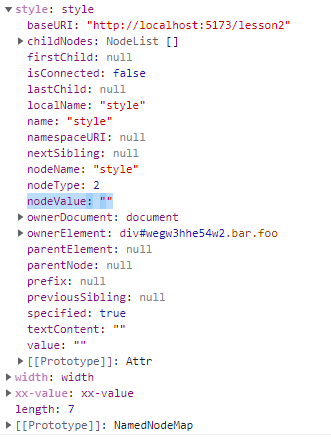 style: style
baseURI: "http://localhost:5173/lesson2"
childNodes: NodeList []
firstChild: null
isConnected: false
lastChild: null
localName: "style"
name: "style"
namespaceURI: null
nextSibling: null
nodeName: "style"
nodeType: 2
nodeValue: ""
ownerDocument: document
ownerElement: div#wegw3hhe54w2.bar.foo
parentElement: null
parentNode: null
prefix: null
previousSibling: null
specified: true
textContent: ""
value: ""
[[Prototype]]: Attr
width: width
xx-value: xx-value
length: 7
[[Prototype]]: NamedNodeMap